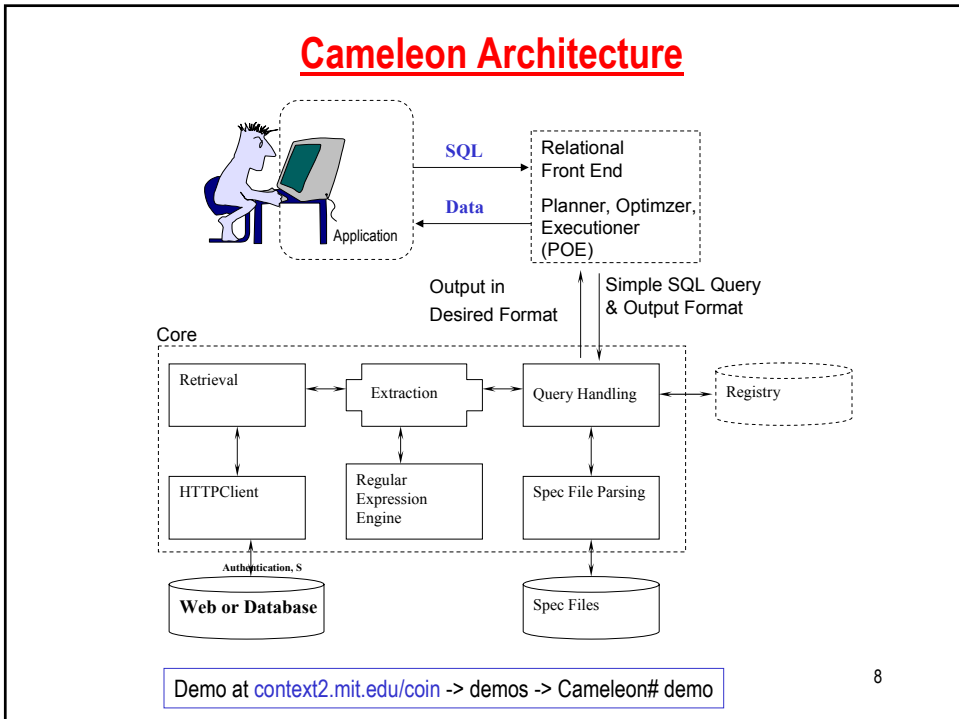 Cameleon Architecture
SQL
Data
Application
Relational
Front End
Planner, Optimzer,
Executioner
(POE)
Output in
Desired Format
Simple SQL Query
& Output Format
Core
Retrieval
Extraction
Query Handling
Registry
HTTPClient
Regular
Expression
Engine
Spec File Parsing
Authentication, S
Web or Database
Spec Files
Demo at context2.mit.edu/coin -> demos -> Cameleon# demo
8